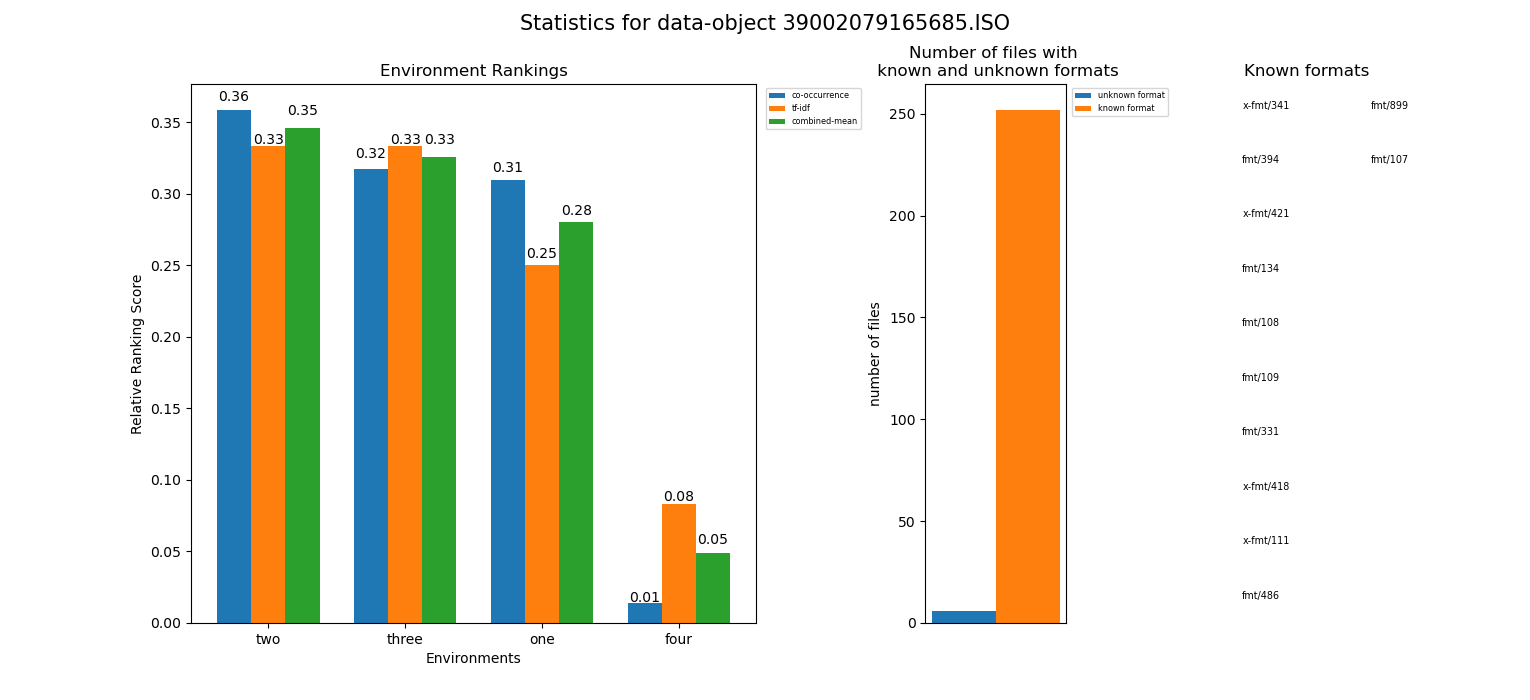 Statistics for data-object 39002079165685.ISO
Environment Rankings
Relative Ranking Score
0.35
0.30
0.25
0.20
0.15
0.10
0.05
0.00
0.36
0.33
0.35
0.32
0.33
0.33
0.31
0.25
0.28
0.01
0.08
0.05
two
three
one
four
Environments
co-occurrence
tf-idf
combined-mean
Number of files with
known and unknown formats
number of files
250
200
150
100
50
0
unknown format
known format
Known formats
x-fmt/341 fmt/899
fmt/394 fmt/107
x-fmt/421
fmt/134
fmt/108
fmt/109
fmt/331
x-fmt/418
x-fmt/111
fmt/486